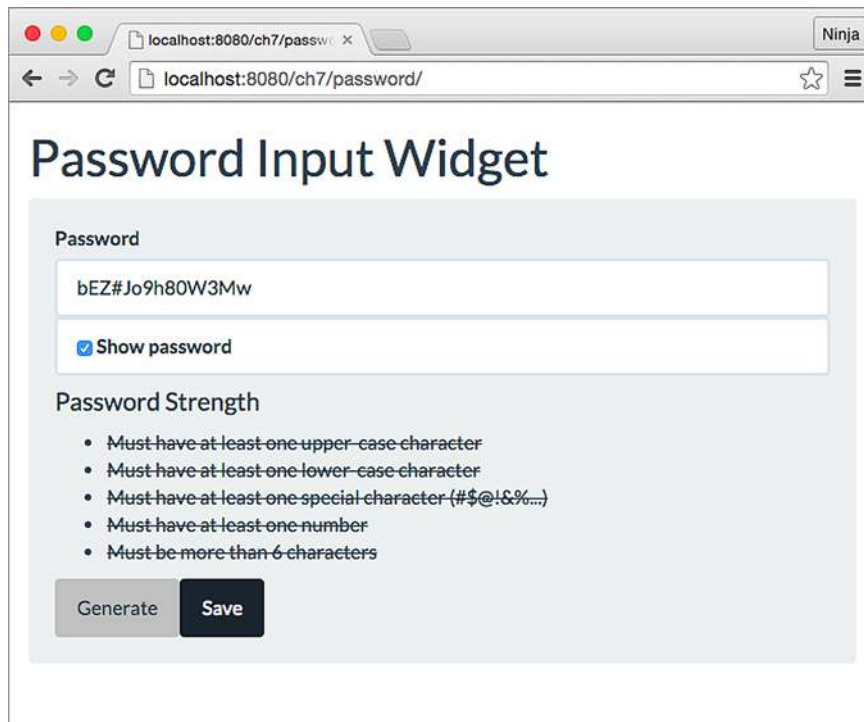 localhost:8080/ch7/passw
Ninja
localhost:8080/ch7/password/
Password Input Widget
Password
bEZ#Jo9h80W3Mw
Show password
Password Strength
Must have at least one upper-case character
Must have at least one lower-case character
Must have at least one special character (#$@!&%...)
Must have at least one number
Must be more than 6 characters
Generate Save